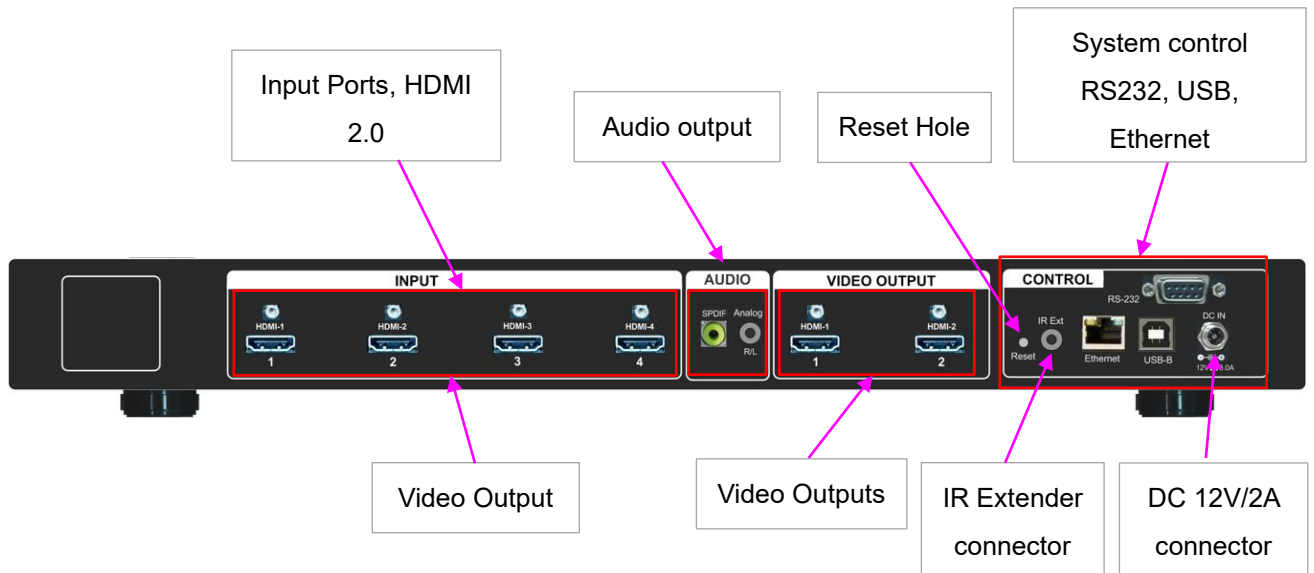 Input Ports, HDMI
2.0
Audio output
Reset Hole
System control
RS232, USB,
Ethernet
INPUT
AUDIO
VIDEO OUTPUT
CONTROL
RS-232
HDMI-1
HDMI-2
HDMI-3
HDMI-4
1
2
3
4
SPDIF
Analog
R/L
HDMI-1
HDMI-2
1
2
Reset
IR Ext
Ethernet
USB-B
DC IN
Video Output
Video Outputs
IR Extender
connector
DC 12V/2A
connector